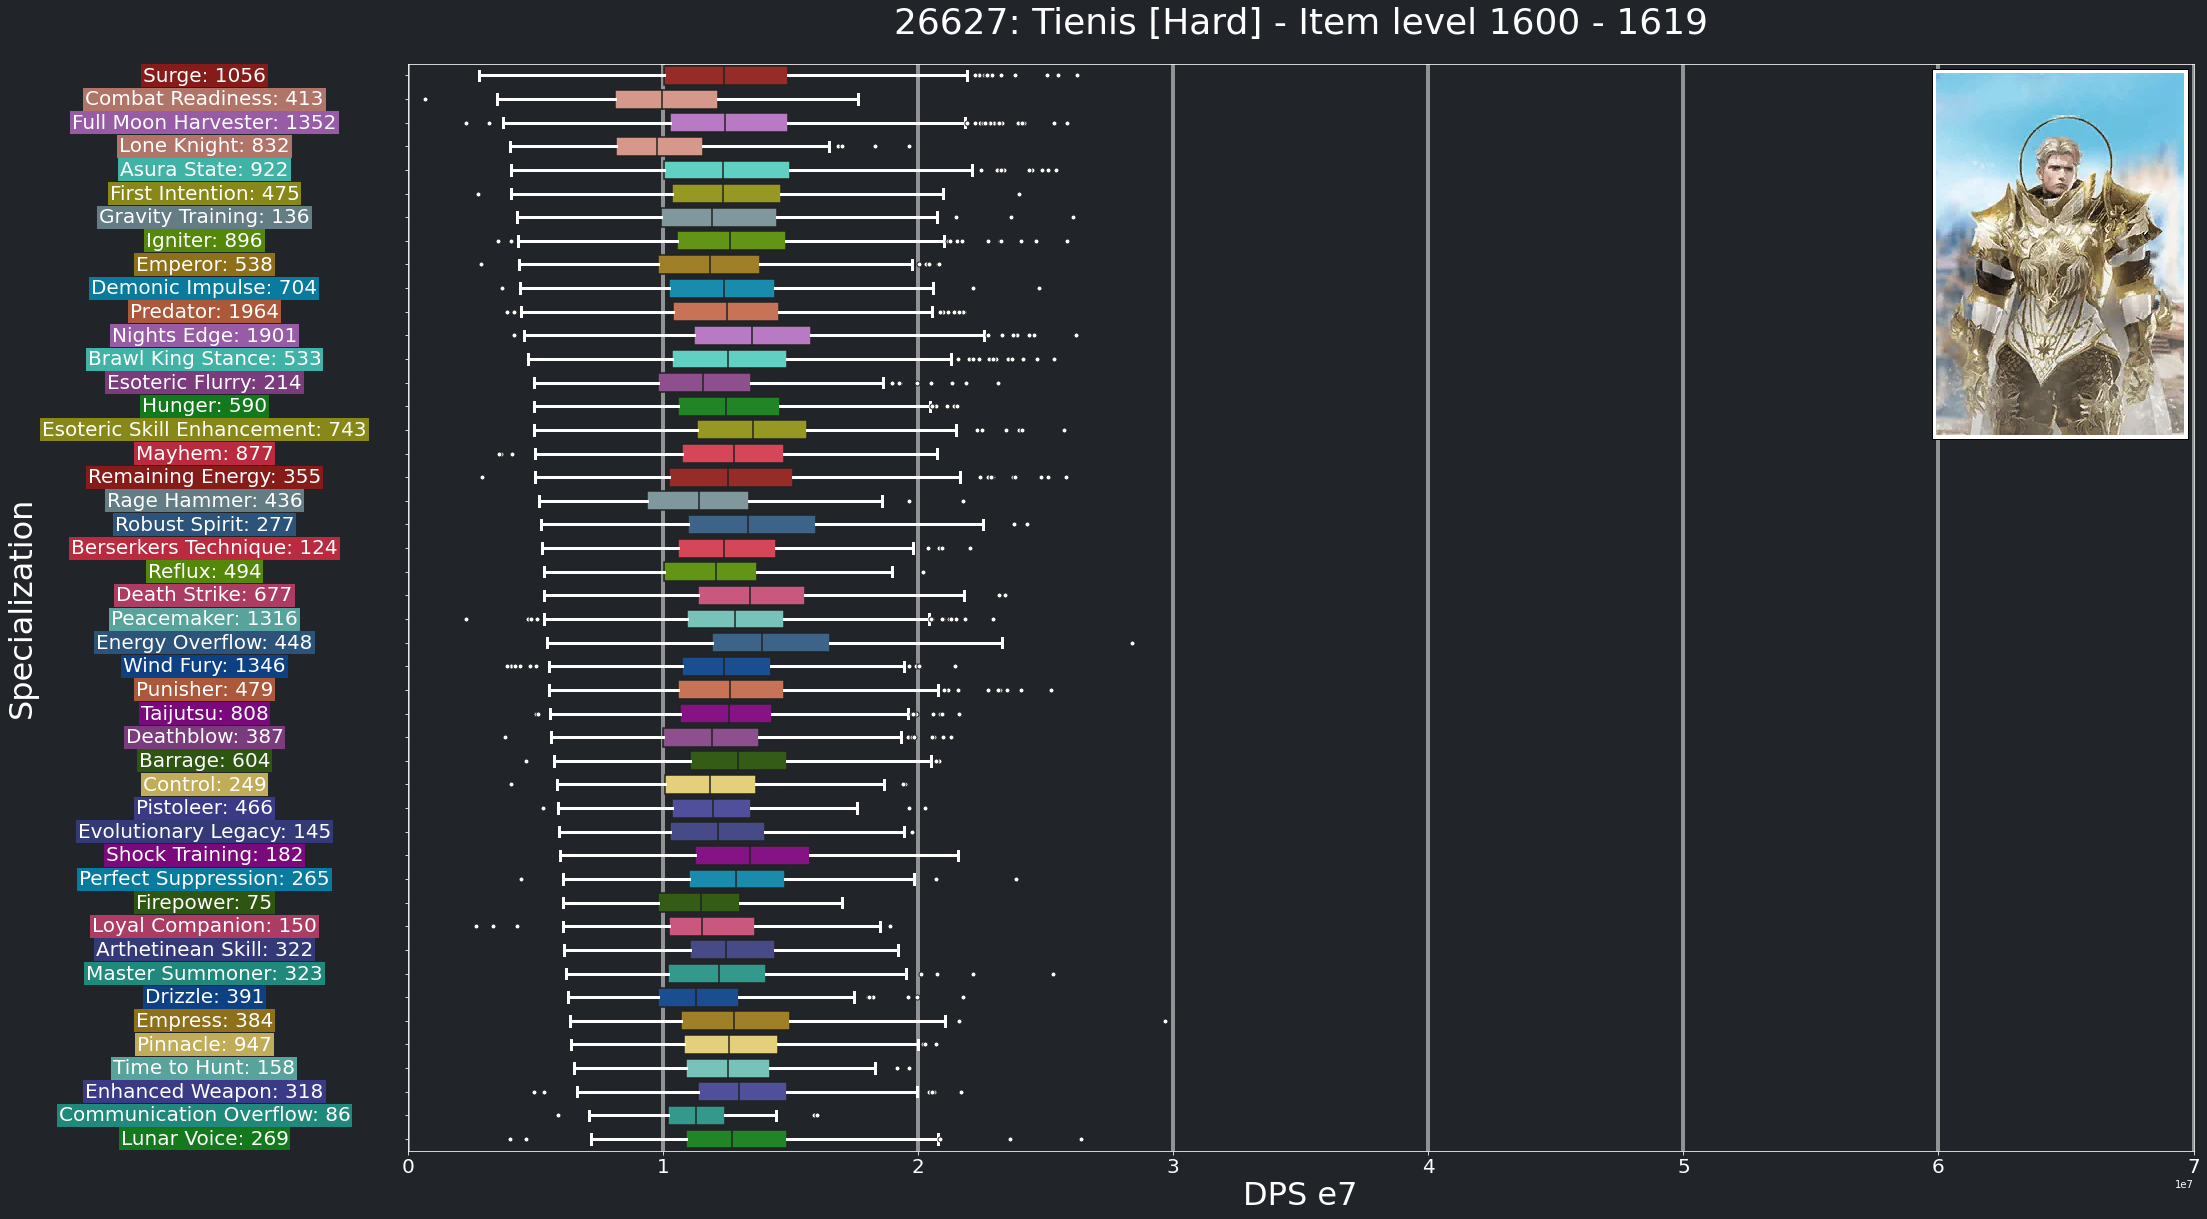 26627: Tienis [Hard] - Item level 1600 - 1619
Surge: 1056
Combat Readiness: 413
Full Moon Harvester: 1352
Lone Knight: 832
Asura State: 922
First Intention: 475
Gravity Training: 136
Igniter: 896
Emperor: 538
Demonic Impulse: 704
Predator: 1964
Nights Edge: 1901
Brawl King Stance: 533
Esoteric Flurry: 214
Hunger: 590
Esoteric Skill Enhancement: 743
Mayhem: 877
Remaining Energy: 355
Rage Hammer: 436
Robust Spirit: 277
Berserkers Technique: 124
Reflux: 494
Death Strike: 677
Peacemaker: 1316
Energy Overflow: 448
Wind Fury: 1346
Punisher: 479
Taijutsu: 808
Deathblow: 387
Barrage: 604
Control: 249
Pistoleer: 466
Evolutionary Legacy: 145
Shock Training: 182
Perfect Suppression: 265
Firepower: 75
Loyal Companion: 150
Arthetinean Skill: 322
Master Summoner: 323
Drizzle: 391
Empress: 384
Pinnacle: 947
Time to Hunt: 158
Enhanced Weapon: 318
Communication Overflow: 86
Lunar Voice: 269
Specialization
0 1 2 3 4 5 6 7
1e7
DPS e7